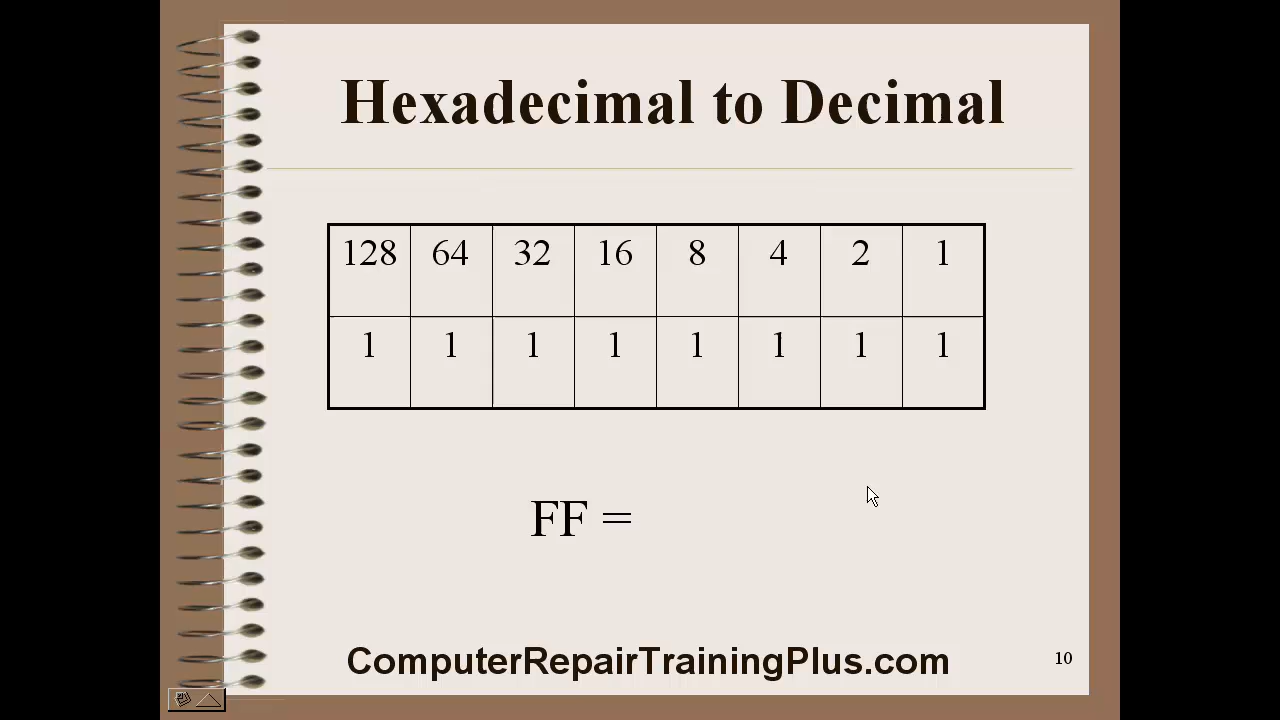 Hexadecimal to Decimal
128 64 32 16 8 4 2 1
1 1 1 1 1 1 1 1
FF =
ComputerRepairTrainingPlus.com
10